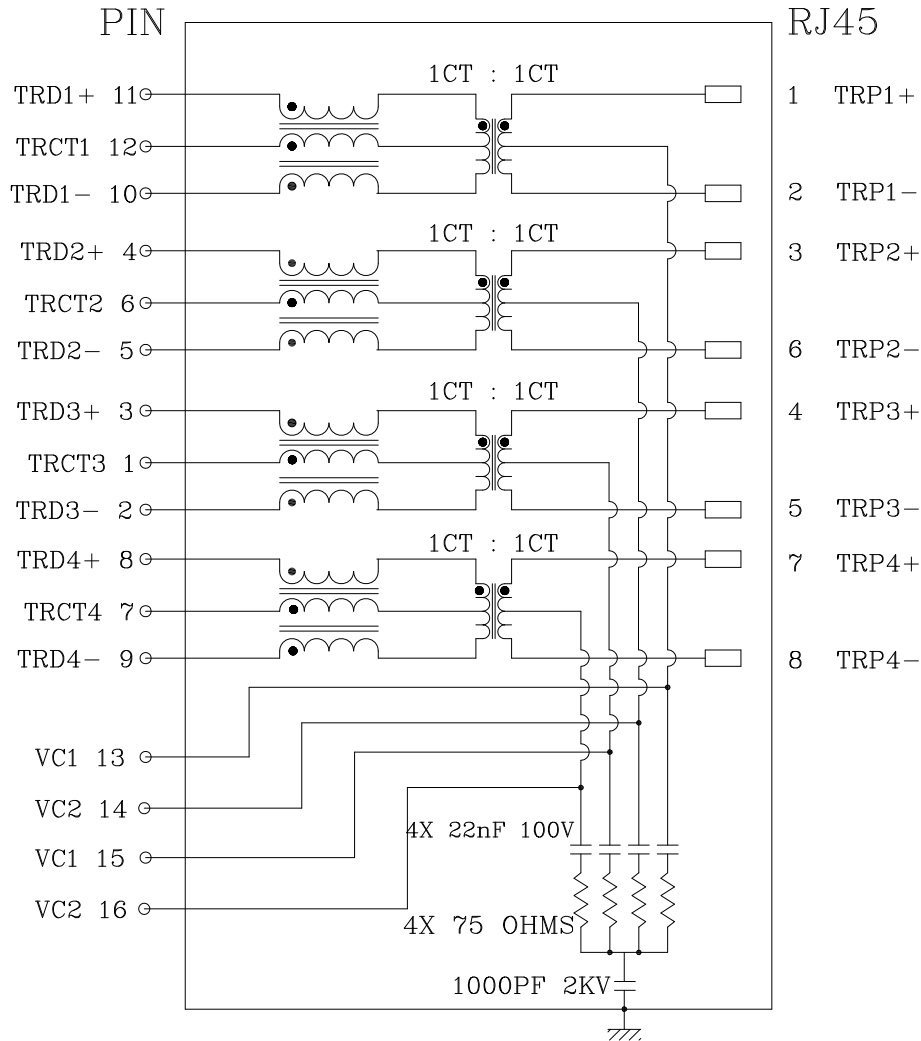 PIN RJ45
1CT : 1CT
TRD1+ 11 1 TRP1+
TRCT1 12
TRD1- 10 2 TRP1-
1CT : 1CT
TRD2+ 4 3 TRP2+
TRCT2 6
TRD2- 5 6 TRP2-
1CT : 1CT
TRD3+ 3 4 TRP3+
TRCT3 1
TRD3- 2 5 TRP3-
1CT : 1CT
TRD4+ 8 7 TRP4+
TRCT4 7
TRD4- 9 8 TRP4-
VC1 13
VC2 14
4X 22nF 100V
VC1 15
VC2 16
4X 75 OHMS
1000PF 2KV